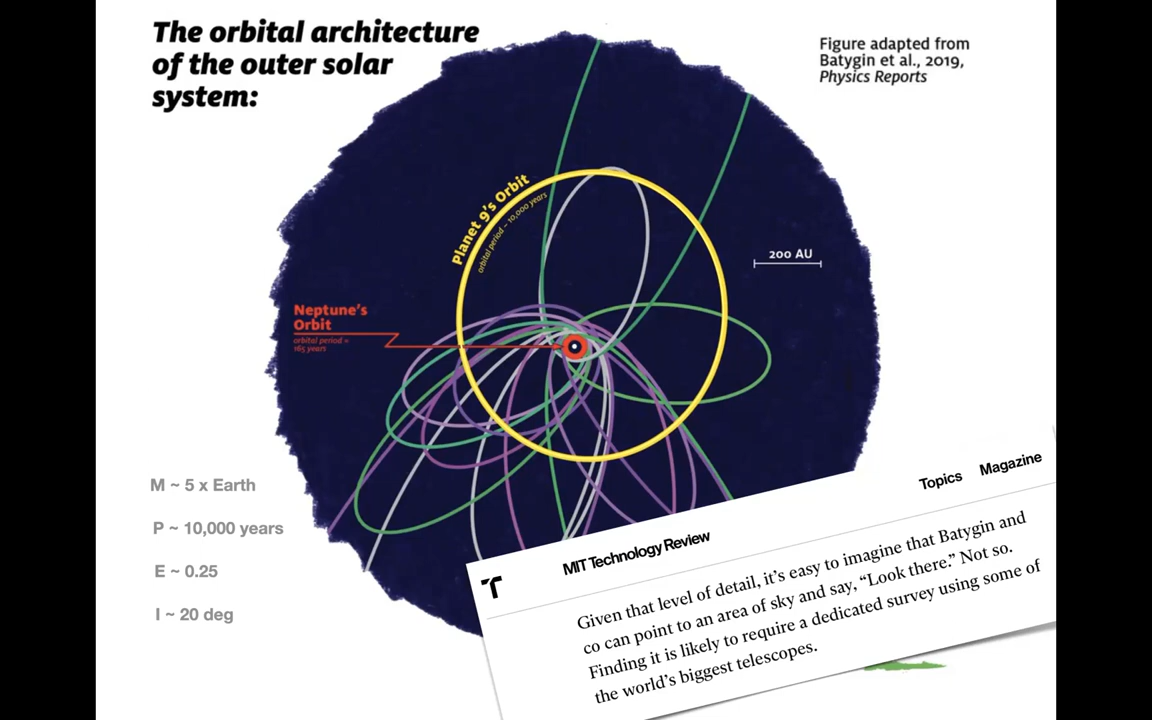 The orbital architecture
of the outer solar
system:
Figure adapted from
Batygin et al., 2019,
Physics Reports
Planet 9's Orbit
orbital period ~ 10,000 years
200 AU
Neptune's
Orbit
orbital period =
165 years
M ~ 5 x Earth
P ~ 10,000 years
E ~ 0.25
I ~ 20 deg
Topics Magazine
MIT Technology Review
Given that level of detail, it's easy to imagine that Batygin and
co can point to an area of sky and say, “Look there.” Not so.
Finding it is likely to require a dedicated survey using some of
the world's biggest telescopes.